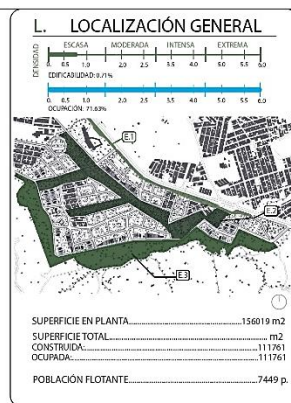 L. LOCALIZACIÓN GENERAL
DENSIDAD
ESCASA MODERADA INTENSA EXTREMA
0 0.5 1.0 2.0 2.5 3.5 4.0 5.0 5.5 6.0
EDIFICABILIDAD: 0.71%
0 0.5 1.0 2.0 2.5 3.5 4.0 5.0 5.5 6.0
OCUPACIÓN: 71.63%
E.1
E.2
E.3
SUPERFICIE EN PLANTA...............................156019 m2
SUPERFICIE TOTAL....................................... m2
CONSTRUIDA:..............................................111761
OCUPADA:..................................................111761
POBLACIÓN FLOTANTE..............................7449 p.